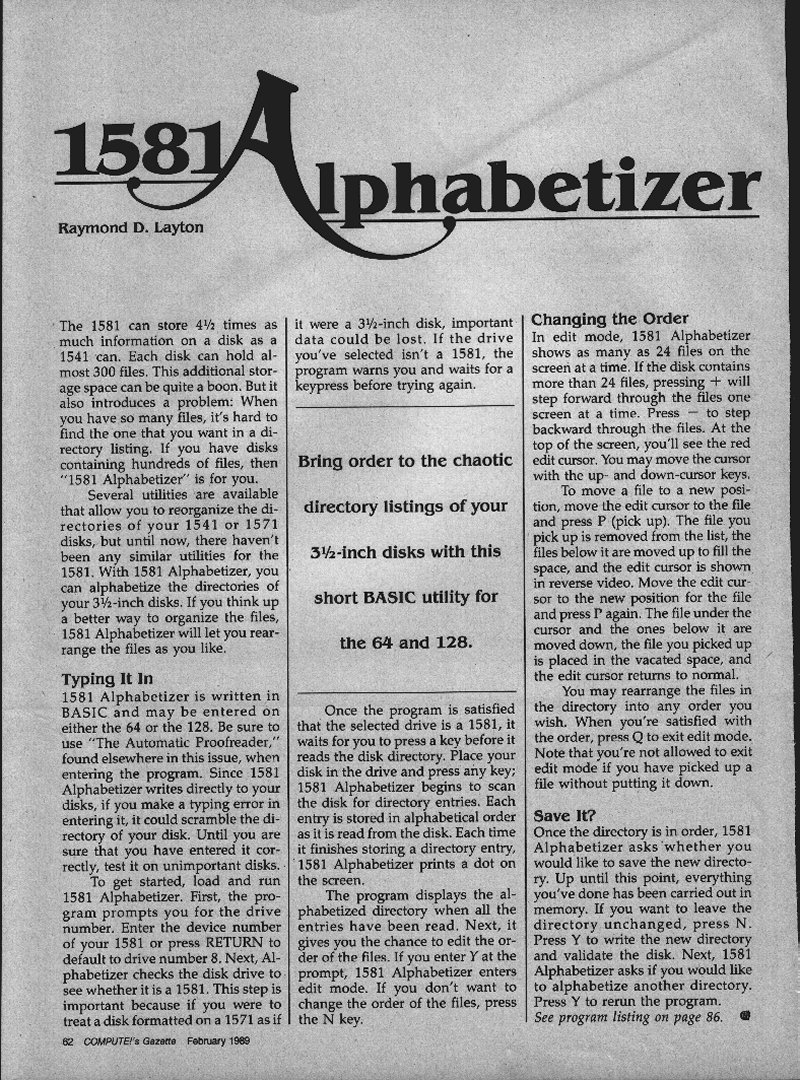 1581 Alphabetizer
Raymond D. Layton
The 1581 can store 4½ times as
much information on a disk as a
1541 can. Each disk can hold al-
most 300 files. This additional stor-
age space can be quite a boon. But it
also introduces a problem: When
you have so many files, it's hard to
find the one that you want in a di-
rectory listing. If you have disks
containing hundreds of files, then
"1581 Alphabetizer" is for you.
Several utilities are available
that allow you to reorganize the di-
rectories of your 1541 or 1571
disks, but until now, there haven't
been any similar utilities for the
1581. With 1581 Alphabetizer, you
can alphabetize the directories of
your 3½-inch disks. If you think up
a better way to organize the files,
1581 Alphabetizer will let you rear-
range the files as you like.
Typing It In
1581 Alphabetizer is written in
BASIC and may be entered on
either the 64 or the 128. Be sure to
use "The Automatic Proofreader,"
found elsewhere in this issue, when
entering the program. Since 1581
Alphabetizer writes directly to your
disks, if you make a typing error in
entering it, it could scramble the di-
rectory of your disk. Until you are
sure that you have entered it cor-
rectly, test it on unimportant disks.
To get started, load and run
1581 Alphabetizer. First, the pro-
gram prompts you for the drive
number. Enter the device number
of your 1581 or press RETURN to
default to drive number 8. Next, Al-
phabetizer checks the disk drive to
see whether it is a 1581. This step is
important because if you were to
treat a disk formatted on a 1571 as if
it were a 3½-inch disk, important
data could be lost. If the drive
you've selected isn't a 1581, the
program warns you and waits for a
keypress before trying again.
Bring order to the chaotic
directory listings of your
3½-inch disks with this
short BASIC utility for
the 64 and 128.
Once the program is satisfied
that the selected drive is a 1581, it
waits for you to press a key before it
reads the disk directory. Place your
disk in the drive and press any key;
1581 Alphabetizer begins to scan
the disk for directory entries. Each
entry is stored in alphabetical order
as it is read from the disk. Each time
it finishes storing a directory entry,
1581 Alphabetizer prints a dot on
the screen.
The program displays the al-
phabetized directory when all the
entries have been read. Next, it
gives you the chance to edit the or-
der of the files. If you enter Y at the
prompt, 1581 Alphabetizer enters
edit mode. If you don't want to
change the order of the files, press
the N key.
Changing the Order
In edit mode, 1581 Alphabetizer
shows as many as 24 files on the
screen at a time. If the disk contains
more than 24 files, pressing + will
step forward through the files one
screen at a time. Press − to step
backward through the files. At the
top of the screen, you'll see the red
edit cursor. You may move the cursor
with the up- and down-cursor keys.
To move a file to a new posi-
tion, move the edit cursor to the file
and press P (pick up). The file you
pick up is removed from the list, the
files below it are moved up to fill the
space, and the edit cursor is shown
in reverse video. Move the edit cur-
sor to the new position for the file
and press P again. The file under the
cursor and the ones below it are
moved down, the file you picked up
is placed in the vacated space, and
the edit cursor returns to normal.
You may rearrange the files in
the directory into any order you
wish. When you're satisfied with
the order, press Q to exit edit mode.
Note that you're not allowed to exit
edit mode if you have picked up a
file without putting it down.
Save It?
Once the directory is in order, 1581
Alphabetizer asks whether you
would like to save the new directo-
ry. Up until this point, everything
you've done has been carried out in
memory. If you want to leave the
directory unchanged, press N.
Press Y to write the new directory
and validate the disk. Next, 1581
Alphabetizer asks if you would like
to alphabetize another directory.
Press Y to rerun the program.
See program listing on page 86.
62 COMPUTE!'s Gazette February 1989